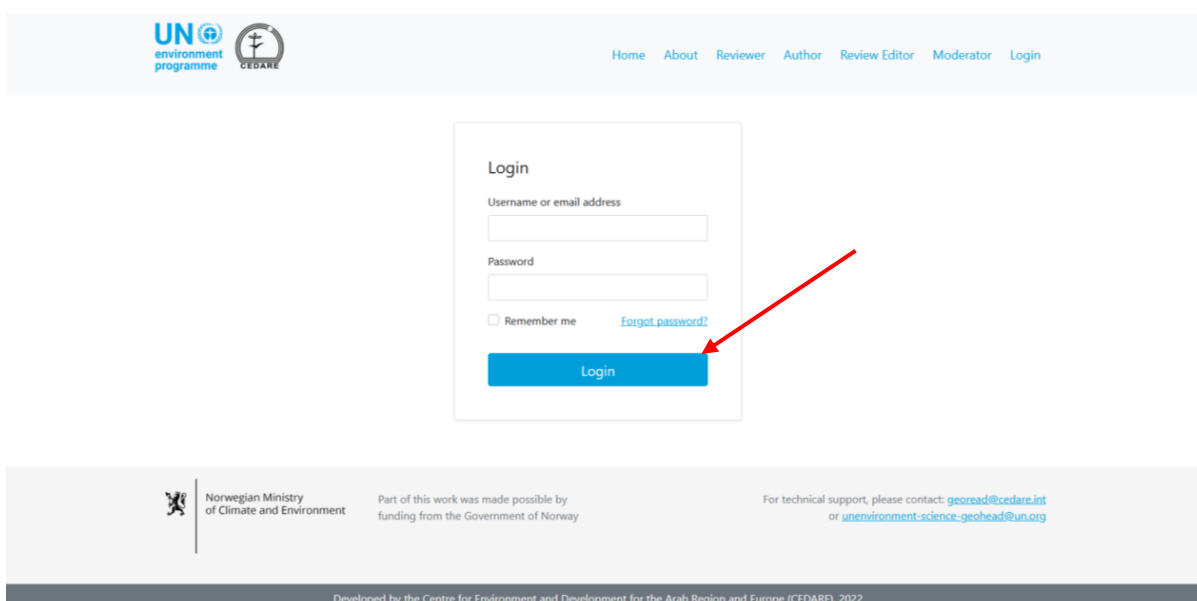 UN
environment
programme
CEDARE
Home About Reviewer Author Review Editor Moderator Login
Login
Username or email address
Password
Remember me Forgot password?
Login
Norwegian Ministry
of Climate and Environment
Part of this work was made possible by
funding from the Government of Norway
For technical support, please contact: georead@cedare.int
or unenvironment-science-geohead@un.org
Developed by the Centre for Environment and Development for the Arab Region and Europe (CEDARE), 2022